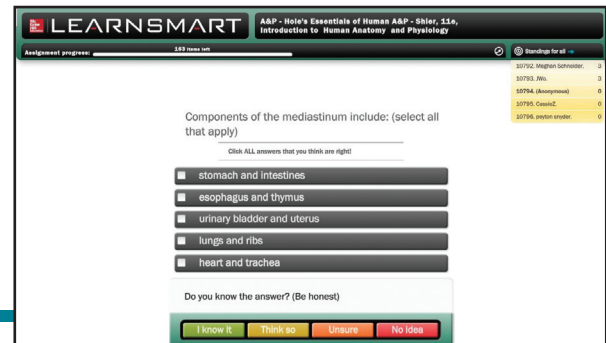 LEARNSMART
A&P - Hole's Essentials of Human A&P - Shier, 11e,
Introduction to Human Anatomy and Physiology
Assignment progress:
163 items left
Standings for all
10792. Meghan Schneider. 3
10793. JWo. 3
10794. (Anonymous) 0
10795. CassieZ. 0
10796. peyton snyder. 0
Components of the mediastinum include: (select all
that apply)
Click ALL answers that you think are right!
stomach and intestines
esophagus and thymus
urinary bladder and uterus
lungs and ribs
heart and trachea
Do you know the answer? (Be honest)
I know it Think so Unsure No idea